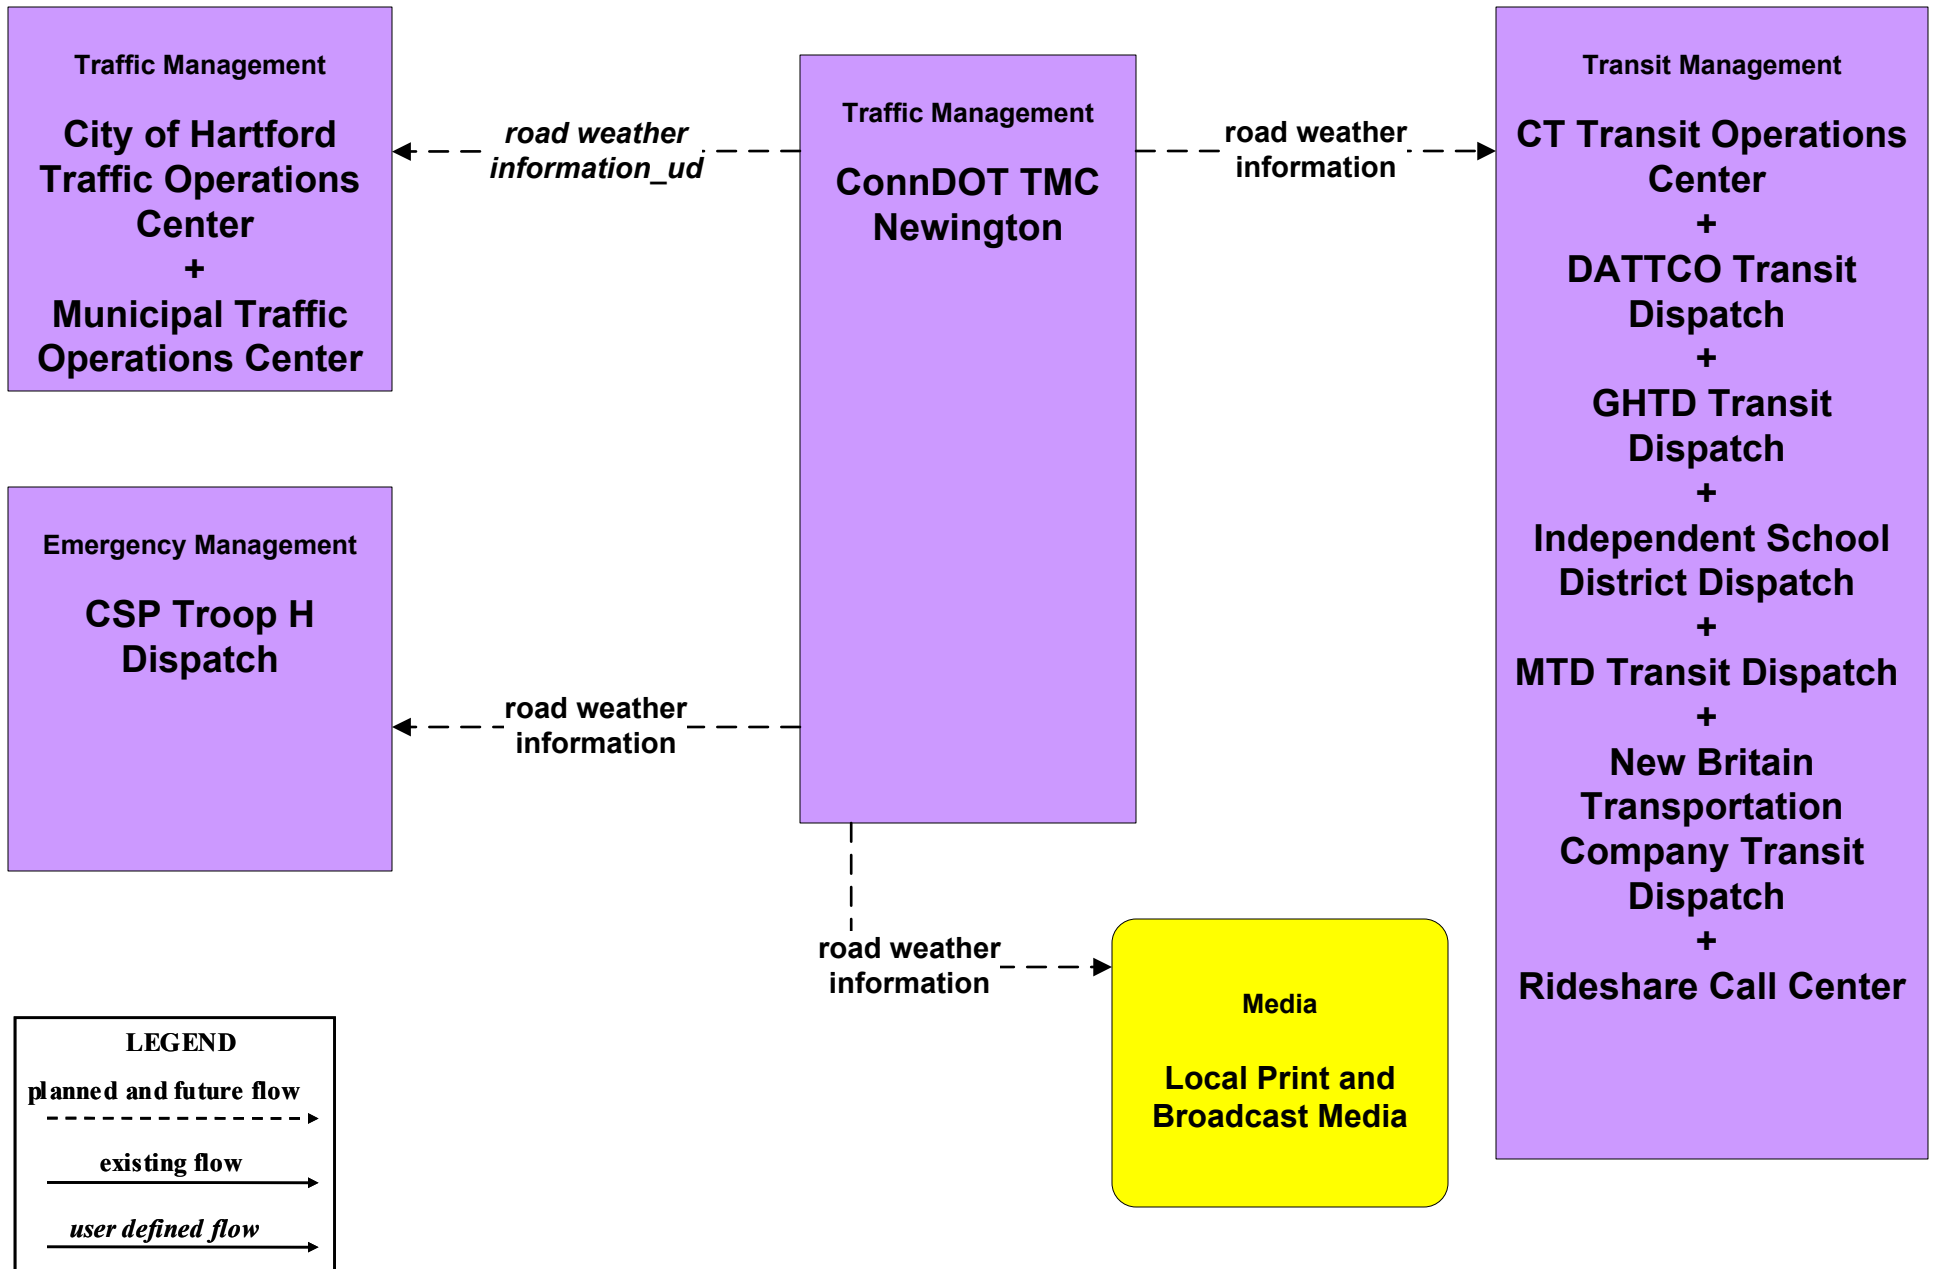 Traffic Management
City of Hartford
Traffic Operations
Center
+
Municipal Traffic
Operations Center
road weather
information_ud
Traffic Management
ConnDOT TMC
Newington
road weather
information
Transit Management
CT Transit Operations
Center
+
DATTCO Transit
Dispatch
+
GHTD Transit
Dispatch
+
Independent School
District Dispatch
+
MTD Transit Dispatch
+
New Britain
Transportation
Company Transit
Dispatch
+
Rideshare Call Center
Emergency Management
CSP Troop H
Dispatch
road weather
information
road weather
information
Media
Local Print and
Broadcast Media
LEGEND
planned and future flow
existing flow
user defined flow